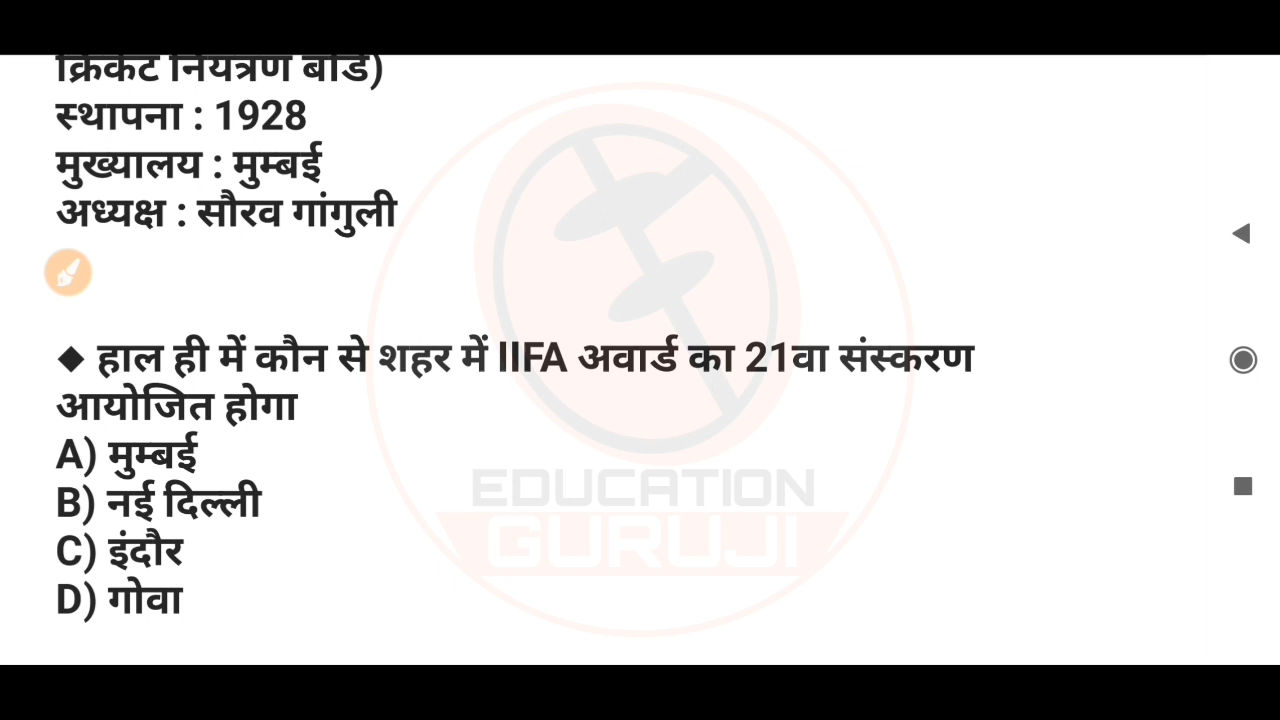 क्रिकेट नियंत्रण बोर्ड)
स्थापना : 1928
मुख्यालय : मुम्बई
अध्यक्ष : सौरव गांगुली
◆ हाल ही में कौन से शहर में IIFA अवार्ड का 21वा संस्करण
आयोजित होगा
A) मुम्बई
B) नई दिल्ली
C) इंदौर
D) गोवा
EDUCATION
GURUJI